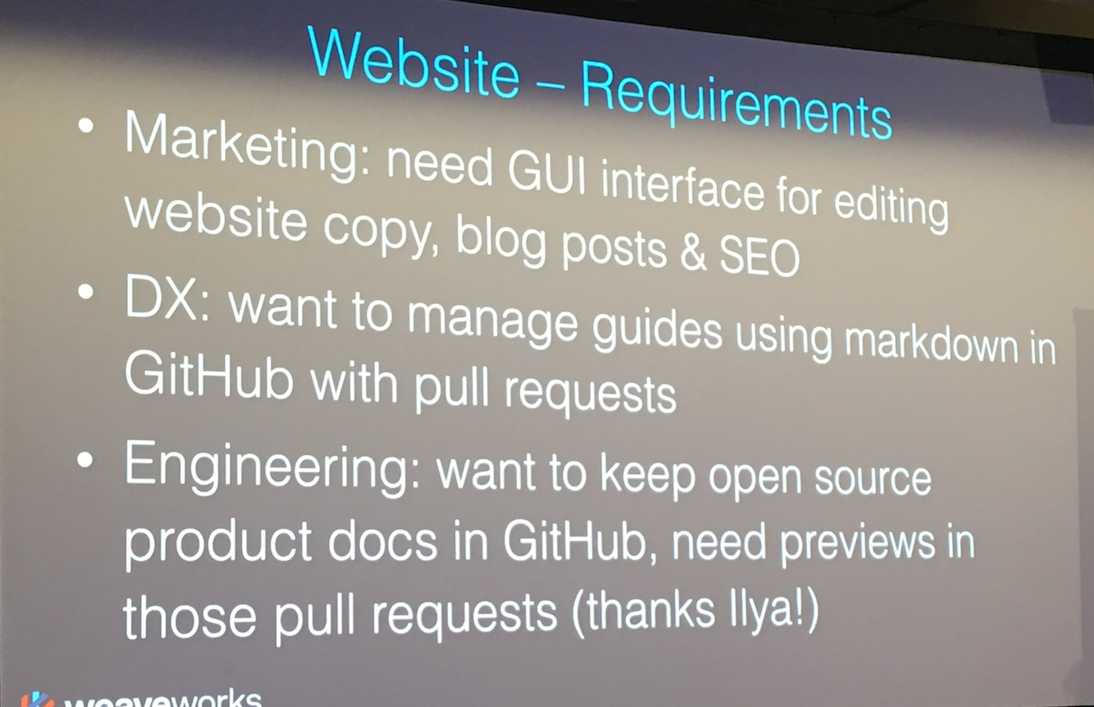 Website – Requirements
• Marketing: need GUI interface for editing
website copy, blog posts & SEO
• DX: want to manage guides using markdown in
GitHub with pull requests
• Engineering: want to keep open source
product docs in GitHub, need previews in
those pull requests (thanks Ilya!)
weaveworks